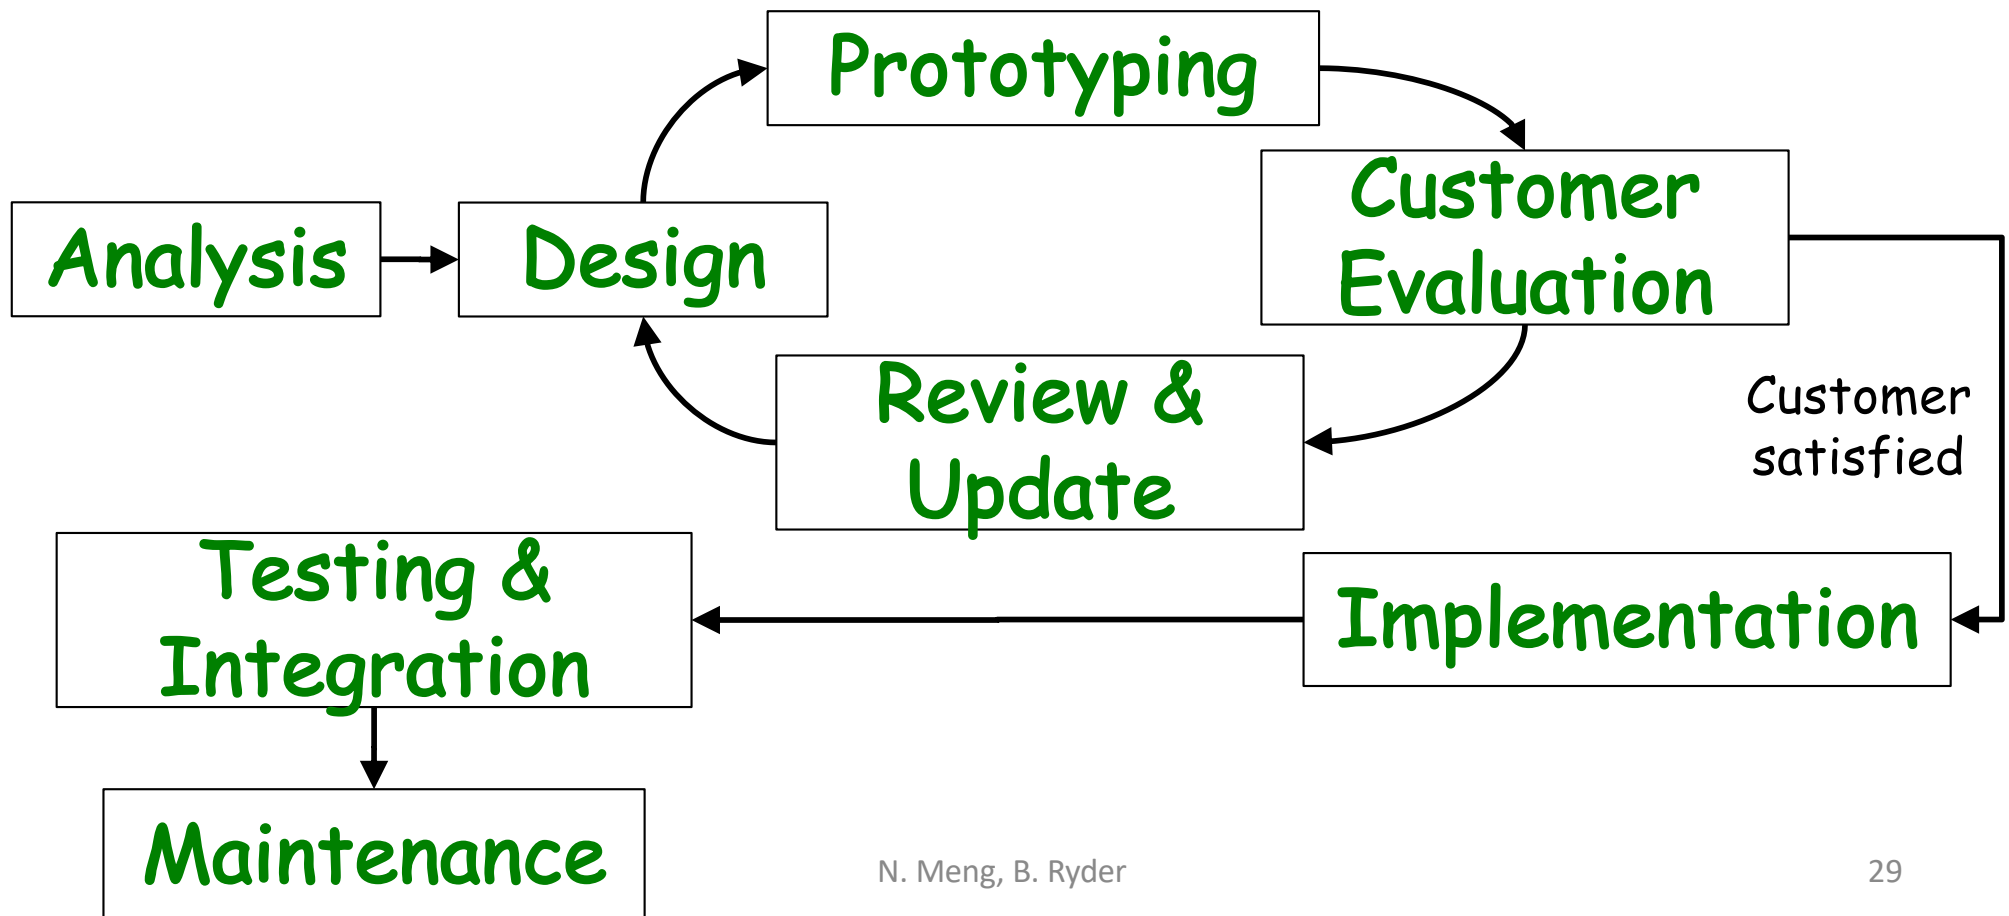 Prototyping
Customer
Evaluation
Analysis
Design
Review &
Update
Customer
satisfied
Testing &
Integration
Implementation
Maintenance
N. Meng, B. Ryder
29